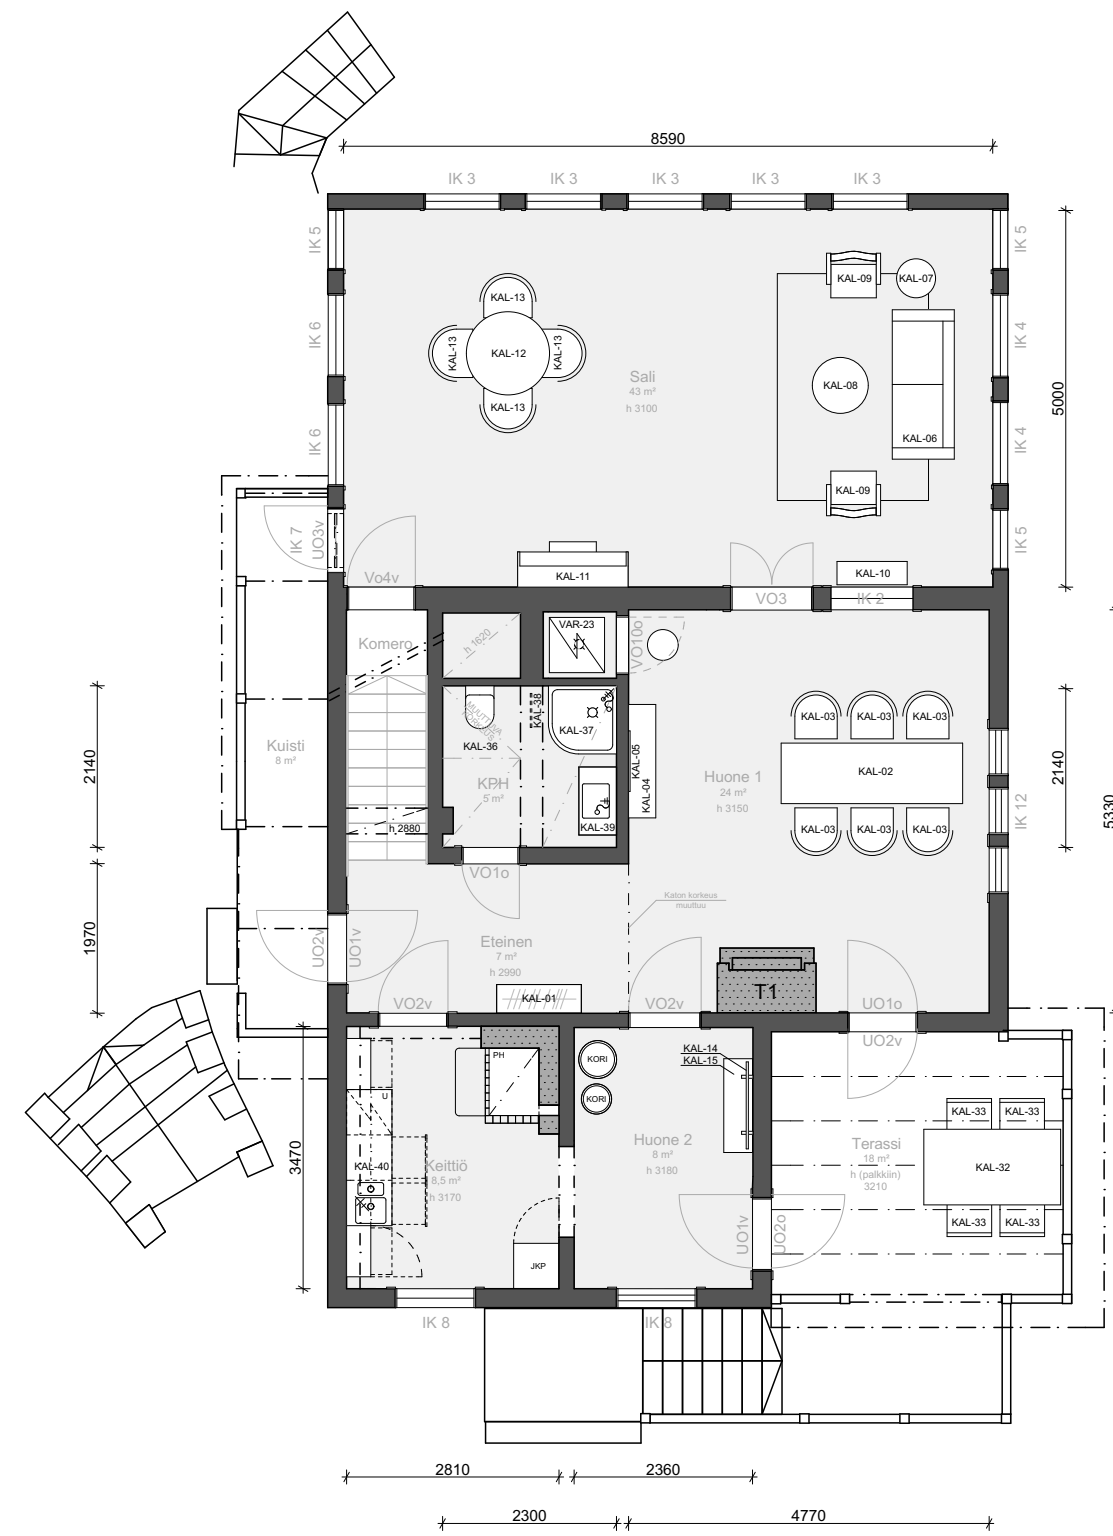 8590
IK 3
IK 3
IK 3
IK 3
IK 3
IK 5
IK 5
KAL-09
KAL-07
KAL-13
IK 6
IK 4
KAL-13
KAL-12
KAL-13
Sali
43 m²
h 3100
KAL-08
5000
KAL-13
IK 6
KAL-06
IK 4
KAL-09
IK 7
UO3v
IK 5
Vo4v
KAL-11
KAL-10
VO3
IK 2
Komero
h 1620
VAR-23
VO10o
MUUTTUVA
KORKEUS
KAL-38
KAL-37
KAL-36
KAL-03
KAL-03
KAL-03
Kuisti
8 m²
2140
KPH
5 m²
KAL-05
KAL-04
Huone 1
24 m²
h 3150
KAL-02
2140
IK 12
5330
h 2880
KAL-39
KAL-03
KAL-03
KAL-03
VO1o
Katon korkeus
muuttuu
1970
UO2v
UO1v
Eteinen
7 m²
h 2990
KAL-01
VO2v
VO2v
T1
UO1o
UO2v
PH
KORI
KAL-14
KAL-15
U
KORI
KAL-33
KAL-33
3470
KAL-40
Keittiö
8,5 m²
h 3170
Huone 2
8 m²
h 3180
Terassi
18 m²
h (palkkiin)
3210
KAL-32
UO1v
UO2o
KAL-33
KAL-33
JKP
IK 8
IK 8
2810
2360
2300
4770